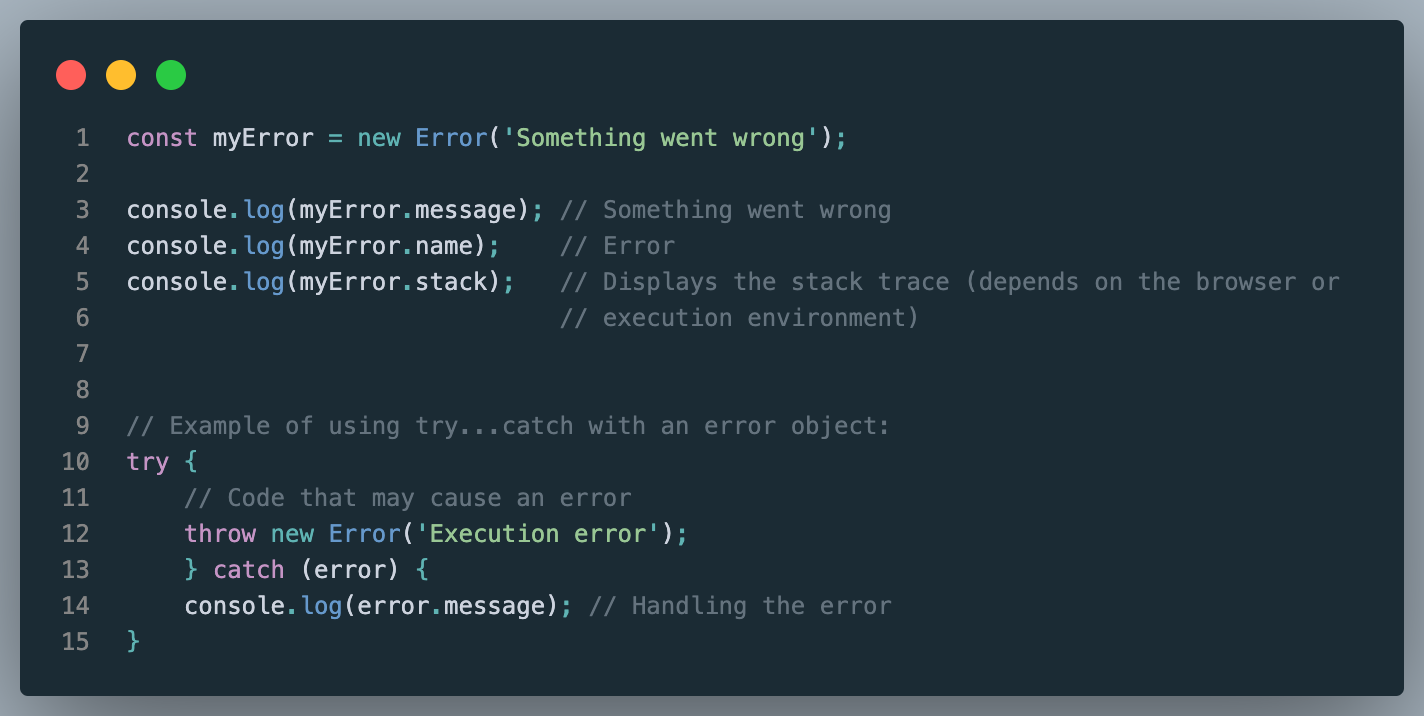 1 const myError = new Error('Something went wrong');
2
3 console.log(myError.message); // Something went wrong
4 console.log(myError.name);    // Error
5 console.log(myError.stack);   // Displays the stack trace (depends on the browser or
6                               // execution environment)
7
8
9 // Example of using try...catch with an error object:
10 try {
11     // Code that may cause an error
12     throw new Error('Execution error');
13     } catch (error) {
14     console.log(error.message); // Handling the error
15 }